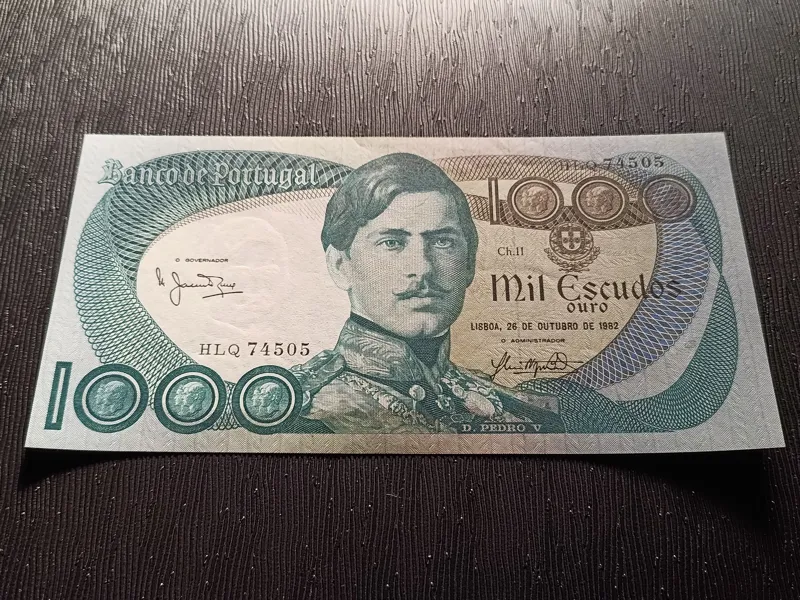 Banco de Portugal
HLQ 74505
1000
Ch.11
Mil Escudos
ouro
LISBOA, 26 DE OUTUBRO DE 1982
O GOVERNADOR
O ADMINISTRADOR
HLQ 74505
1000
D. PEDRO V